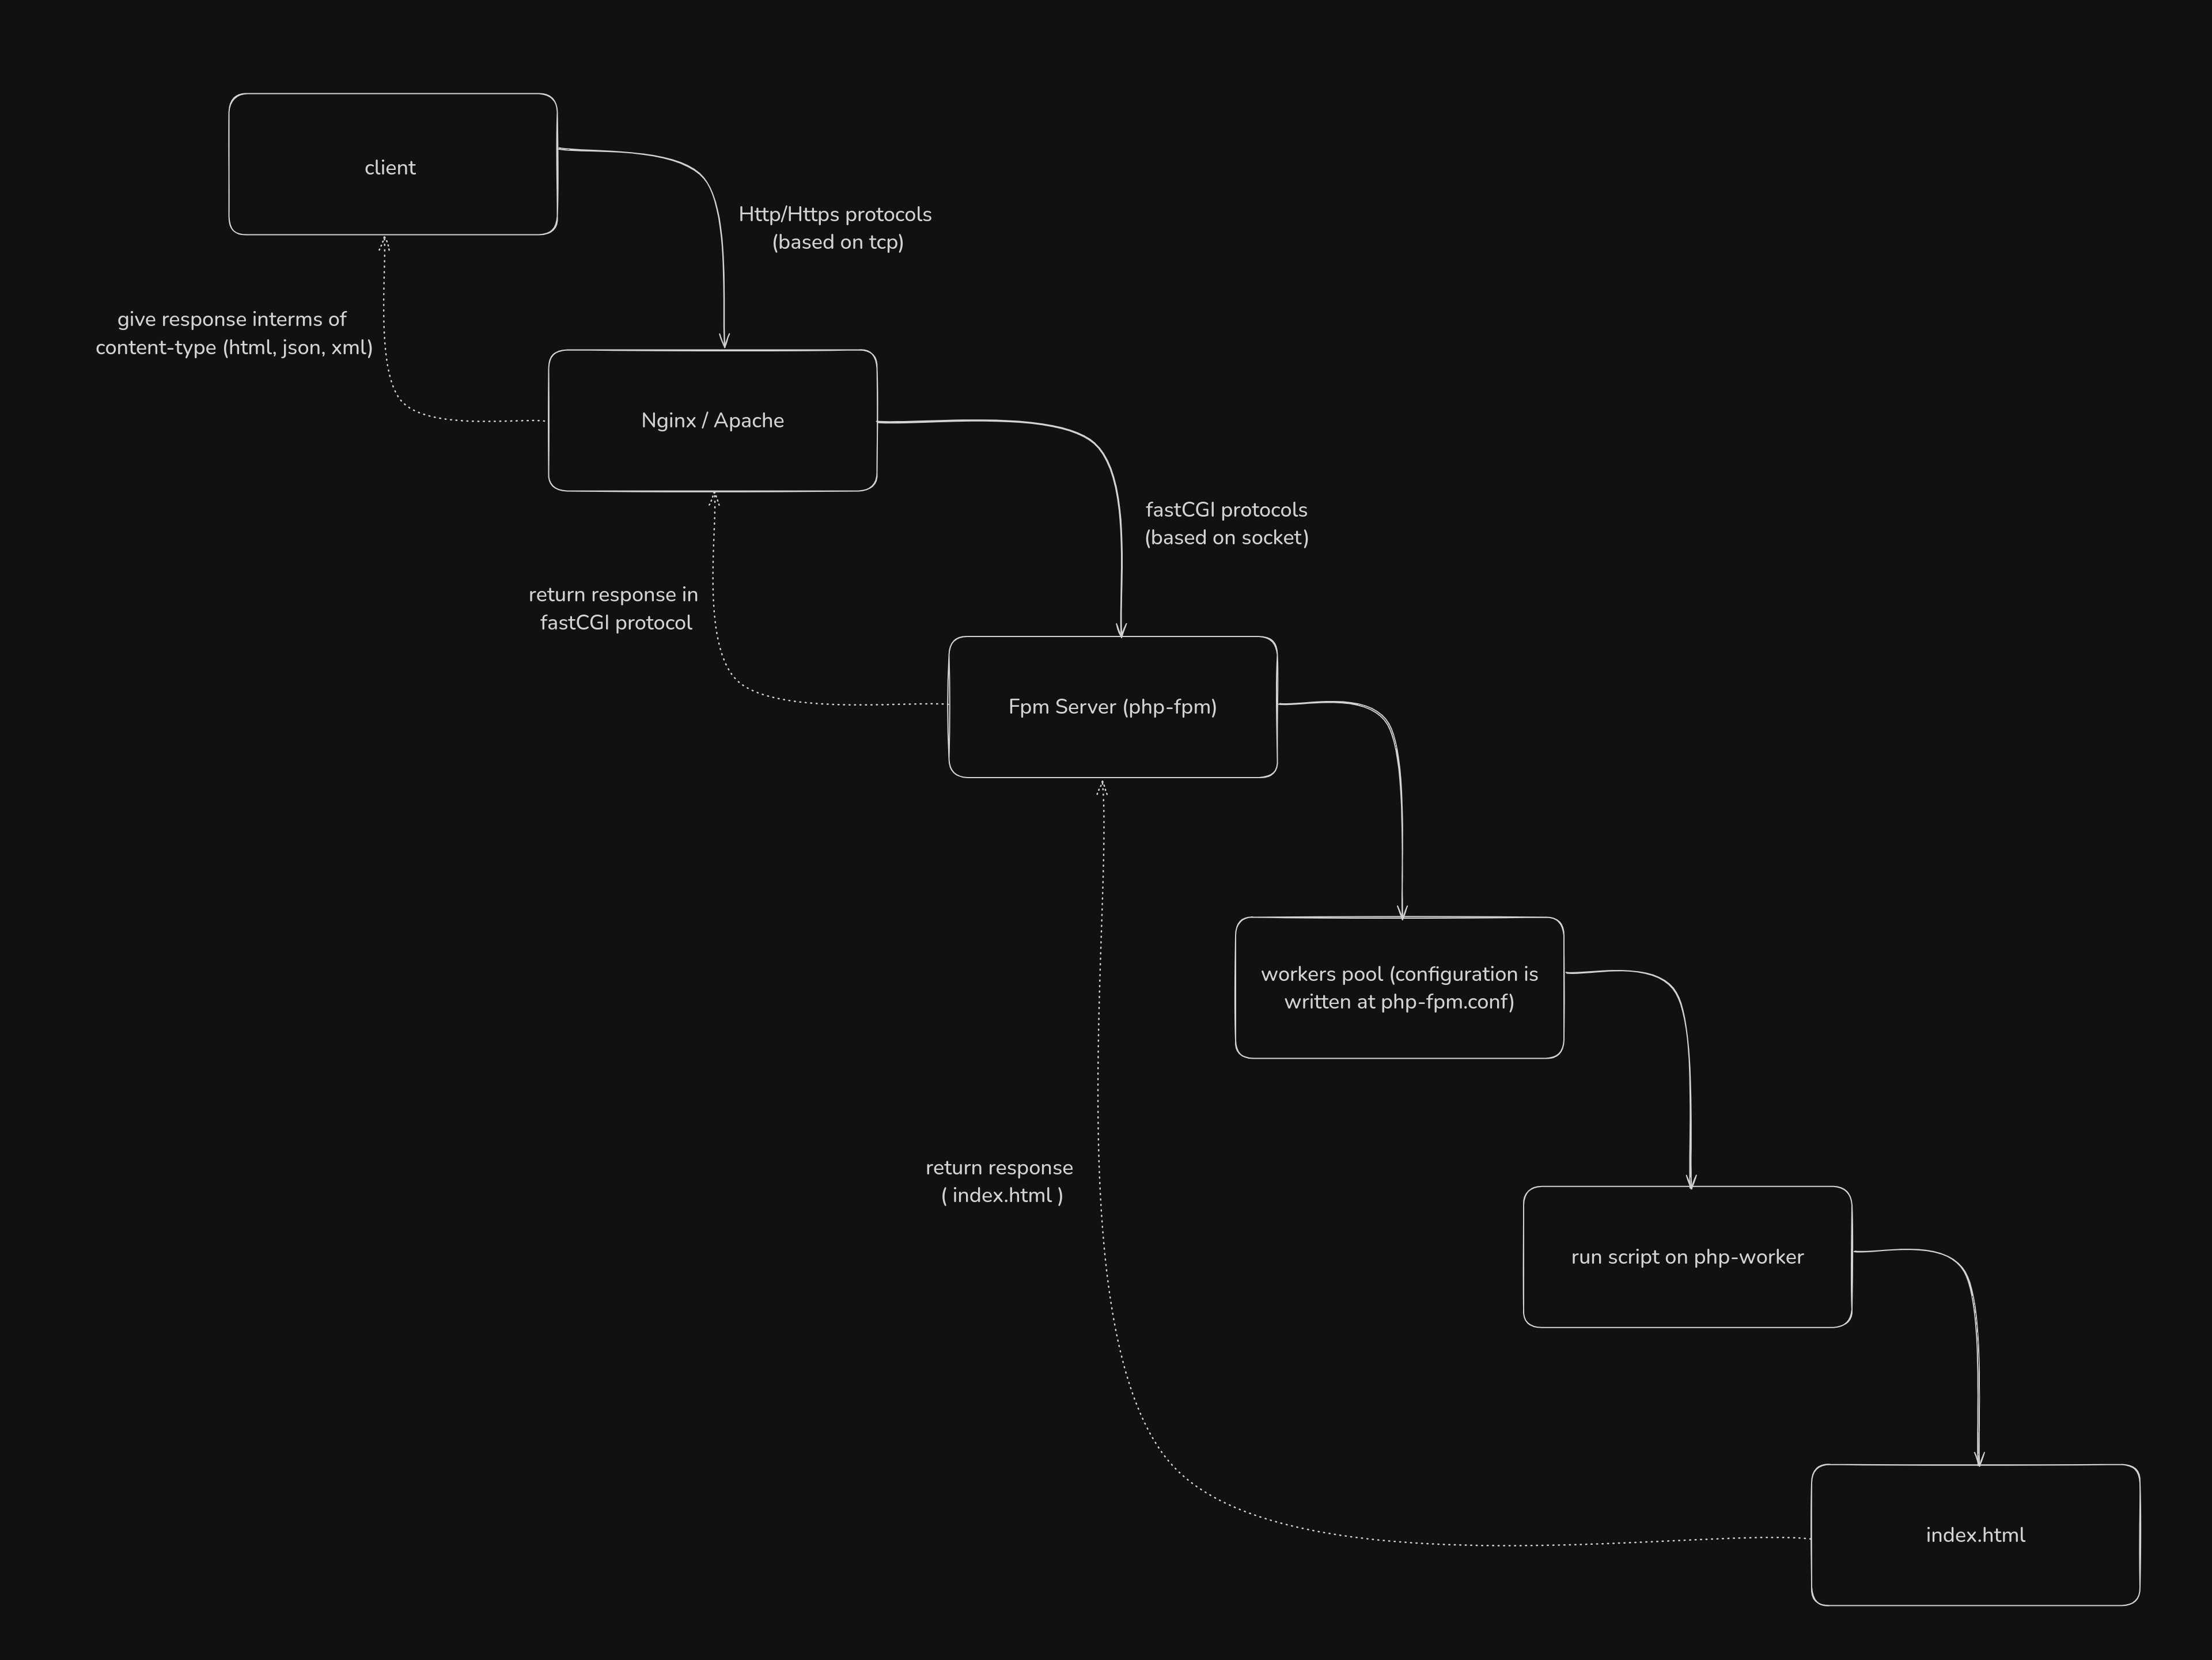 client
Http/Https protocols
(based on tcp)
give response interms of
content-type (html, json, xml)
Nginx / Apache
fastCGI protocols
(based on socket)
return response in
fastCGI protocol
Fpm Server (php-fpm)
workers pool (configuration is
written at php-fpm.conf)
return response
( index.html )
run script on php-worker
index.html